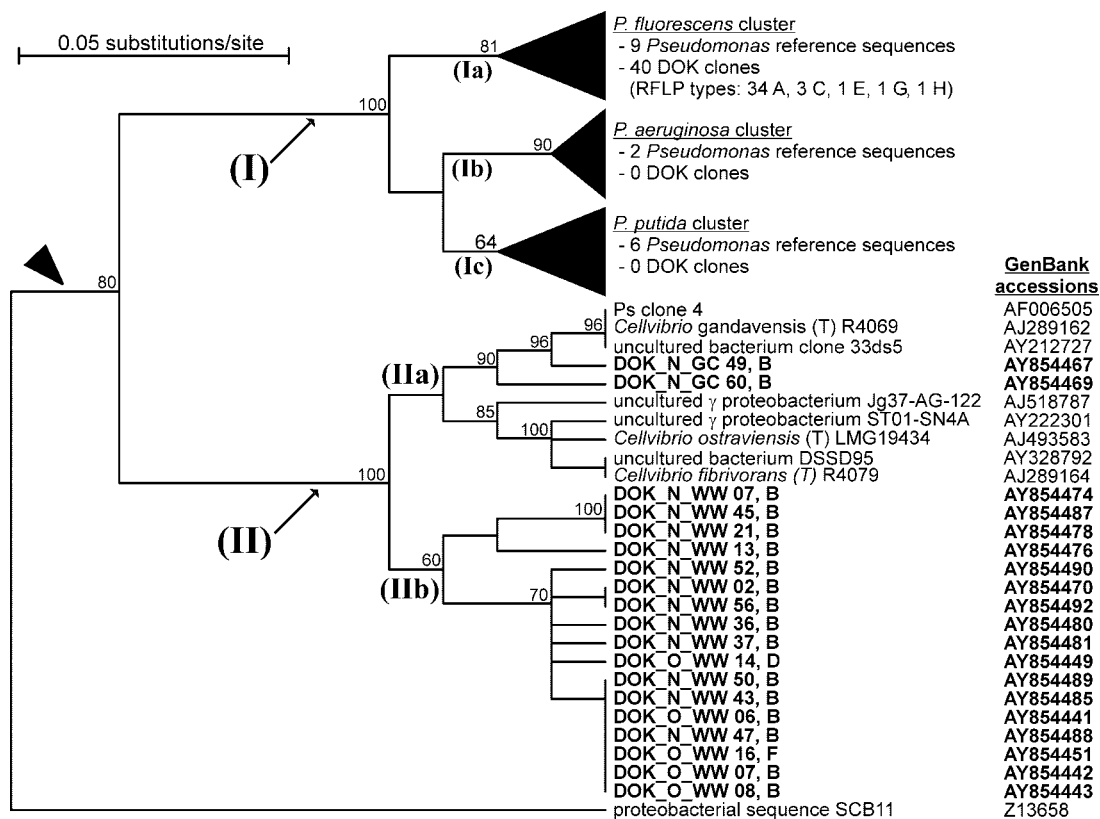 0.05 substitutions/site
81
(Ia)
P. fluorescens cluster
- 9 Pseudomonas reference sequences
- 40 DOK clones
(RFLP types: 34 A, 3 C, 1 E, 1 G, 1 H)
100
(I)
90
(Ib)
P. aeruginosa cluster
- 2 Pseudomonas reference sequences
- 0 DOK clones
64
(Ic)
P. putida cluster
- 6 Pseudomonas reference sequences
- 0 DOK clones
80
GenBank
accessions
Ps clone 4 AF006505
96 Cellvibrio gandavensis (T) R4069 AJ289162
96 uncultured bacterium clone 33ds5 AY212727
90 DOK_N_GC 49, B AY854467
(IIa) DOK_N_GC 60, B AY854469
85 uncultured γ proteobacterium Jg37-AG-122 AJ518787
uncultured γ proteobacterium ST01-SN4A AY222301
100 Cellvibrio ostraviensis (T) LMG19434 AJ493583
uncultured bacterium DSSD95 AY328792
100 Cellvibrio fibrivorans (T) R4079 AJ289164
(II)
DOK_N_WW 07, B AY854474
100 DOK_N_WW 45, B AY854487
DOK_N_WW 21, B AY854478
DOK_N_WW 13, B AY854476
60 DOK_N_WW 52, B AY854490
(IIb) DOK_N_WW 02, B AY854470
70 DOK_N_WW 56, B AY854492
DOK_N_WW 36, B AY854480
DOK_N_WW 37, B AY854481
DOK_O_WW 14, D AY854449
DOK_N_WW 50, B AY854489
DOK_N_WW 43, B AY854485
DOK_O_WW 06, B AY854441
DOK_N_WW 47, B AY854488
DOK_O_WW 16, F AY854451
DOK_O_WW 07, B AY854442
DOK_O_WW 08, B AY854443
proteobacterial sequence SCB11 Z13658